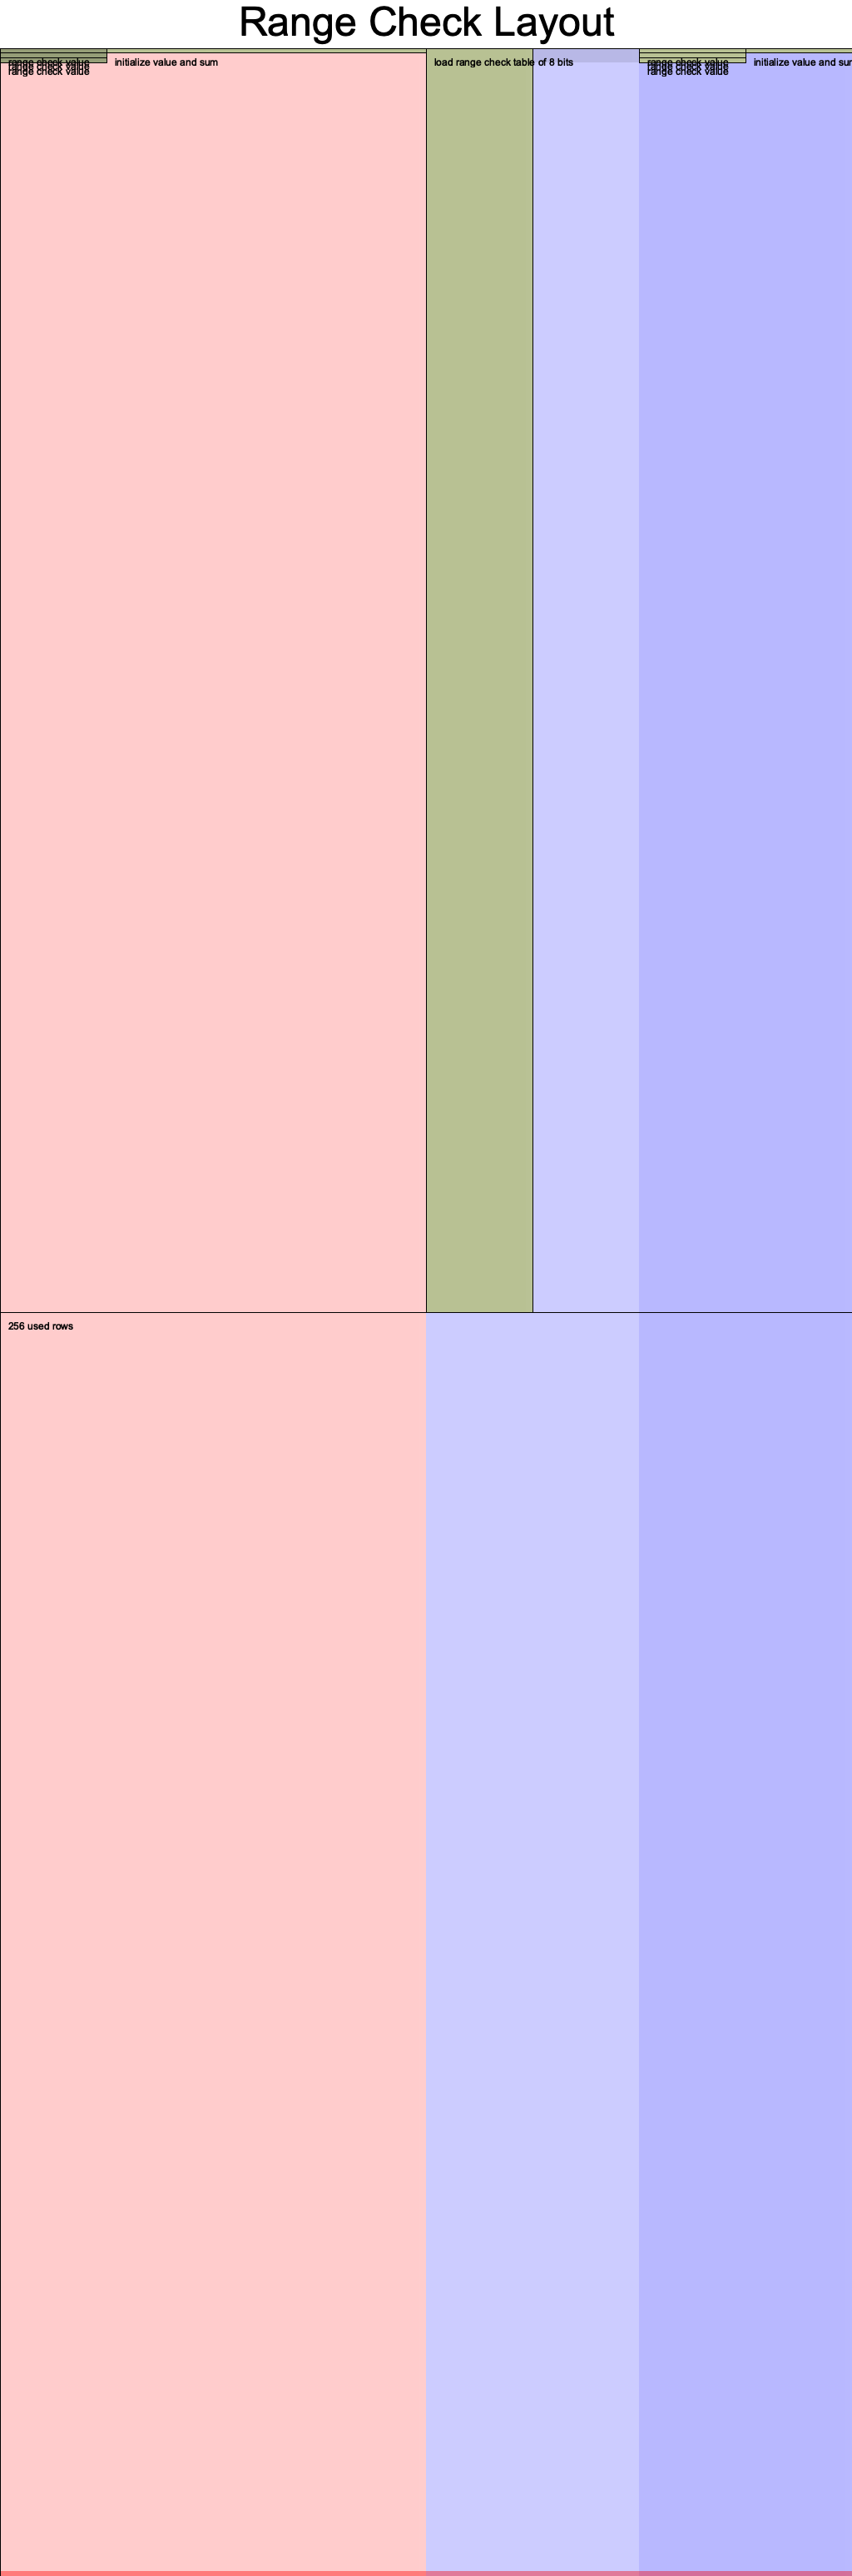 Range Check Layout
range check value
range check value
range check value
initialize value and sum
load range check table of 8 bits
range check value
range check value
range check value
initialize value and sur
256 used rows